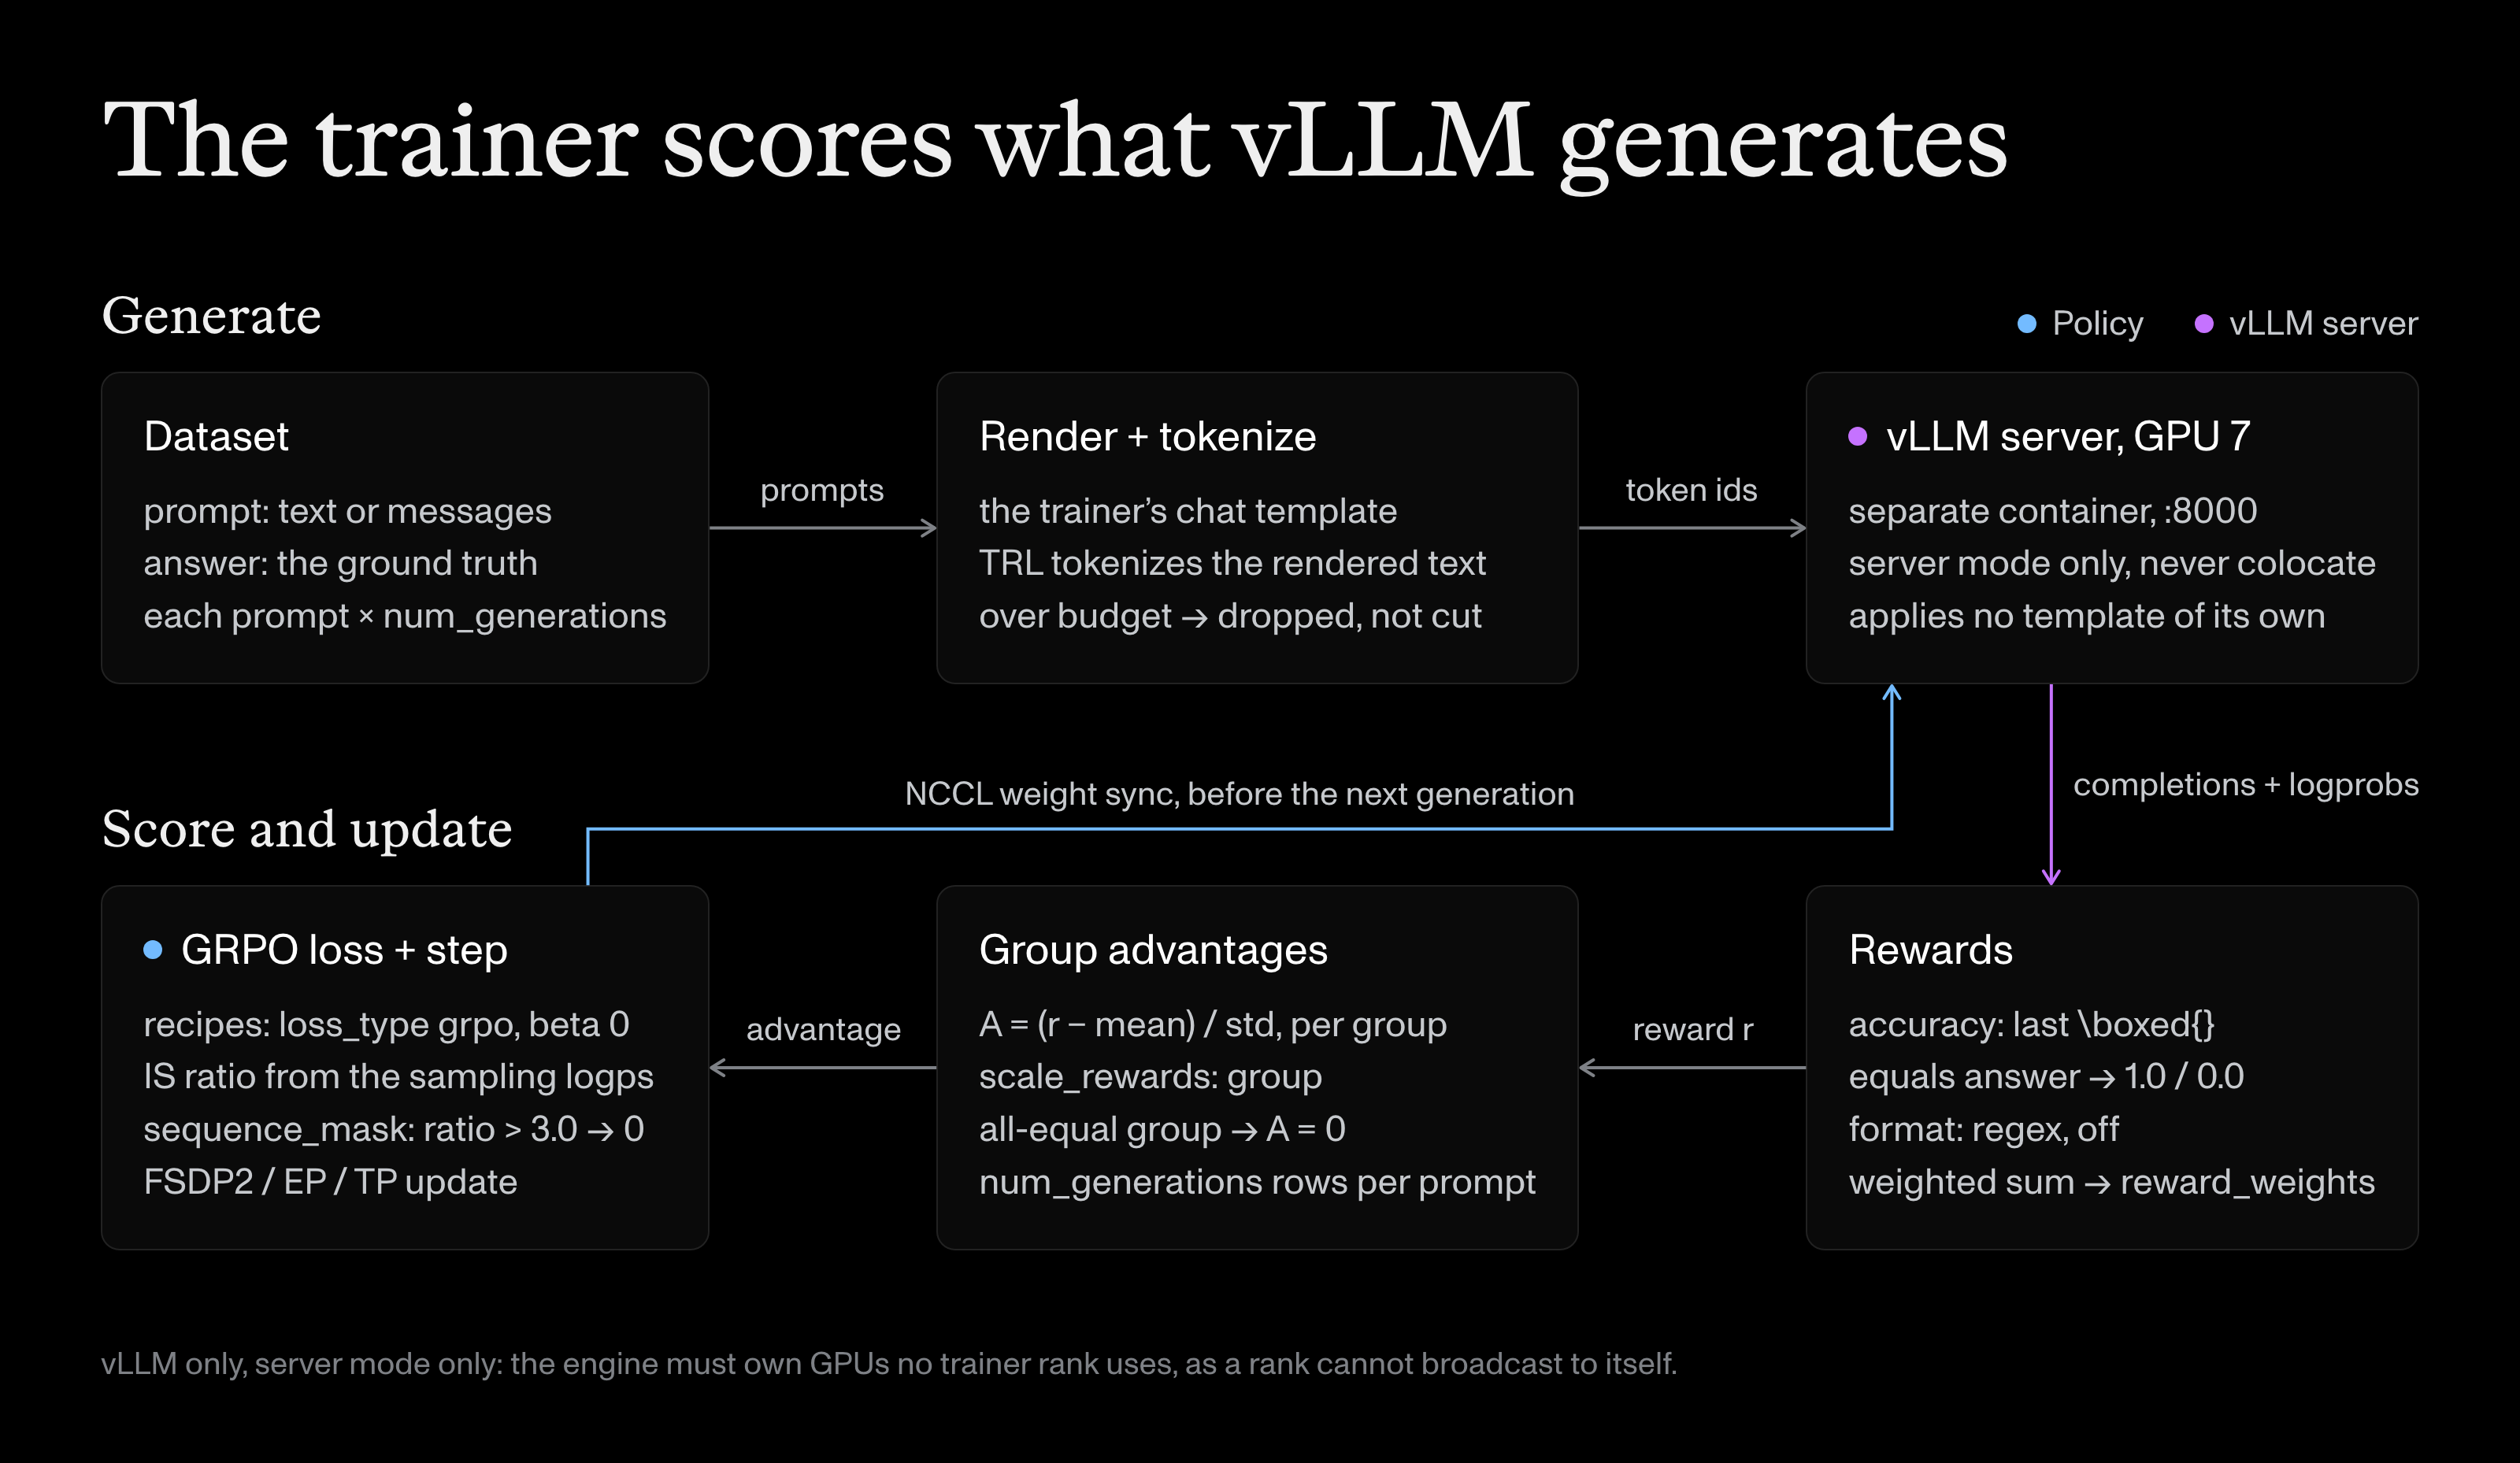 The trainer scores what vLLM generates
Generate
Policy
vLLM server
Dataset
prompt: text or messages
answer: the ground truth
each prompt × num_generations
prompts
Render + tokenize
the trainer’s chat template
TRL tokenizes the rendered text
over budget → dropped, not cut
token ids
vLLM server, GPU 7
separate container, :8000
server mode only, never colocate
applies no template of its own
NCCL weight sync, before the next generation
completions + logprobs
Score and update
GRPO loss + step
recipes: loss_type grpo, beta 0
IS ratio from the sampling logps
sequence_mask: ratio > 3.0 → 0
FSDP2 / EP / TP update
advantage
Group advantages
A = (r − mean) / std, per group
scale_rewards: group
all-equal group → A = 0
num_generations rows per prompt
reward r
Rewards
accuracy: last \boxed{}
equals answer → 1.0 / 0.0
format: regex, off
weighted sum → reward_weights
vLLM only, server mode only: the engine must own GPUs no trainer rank uses, as a rank cannot broadcast to itself.